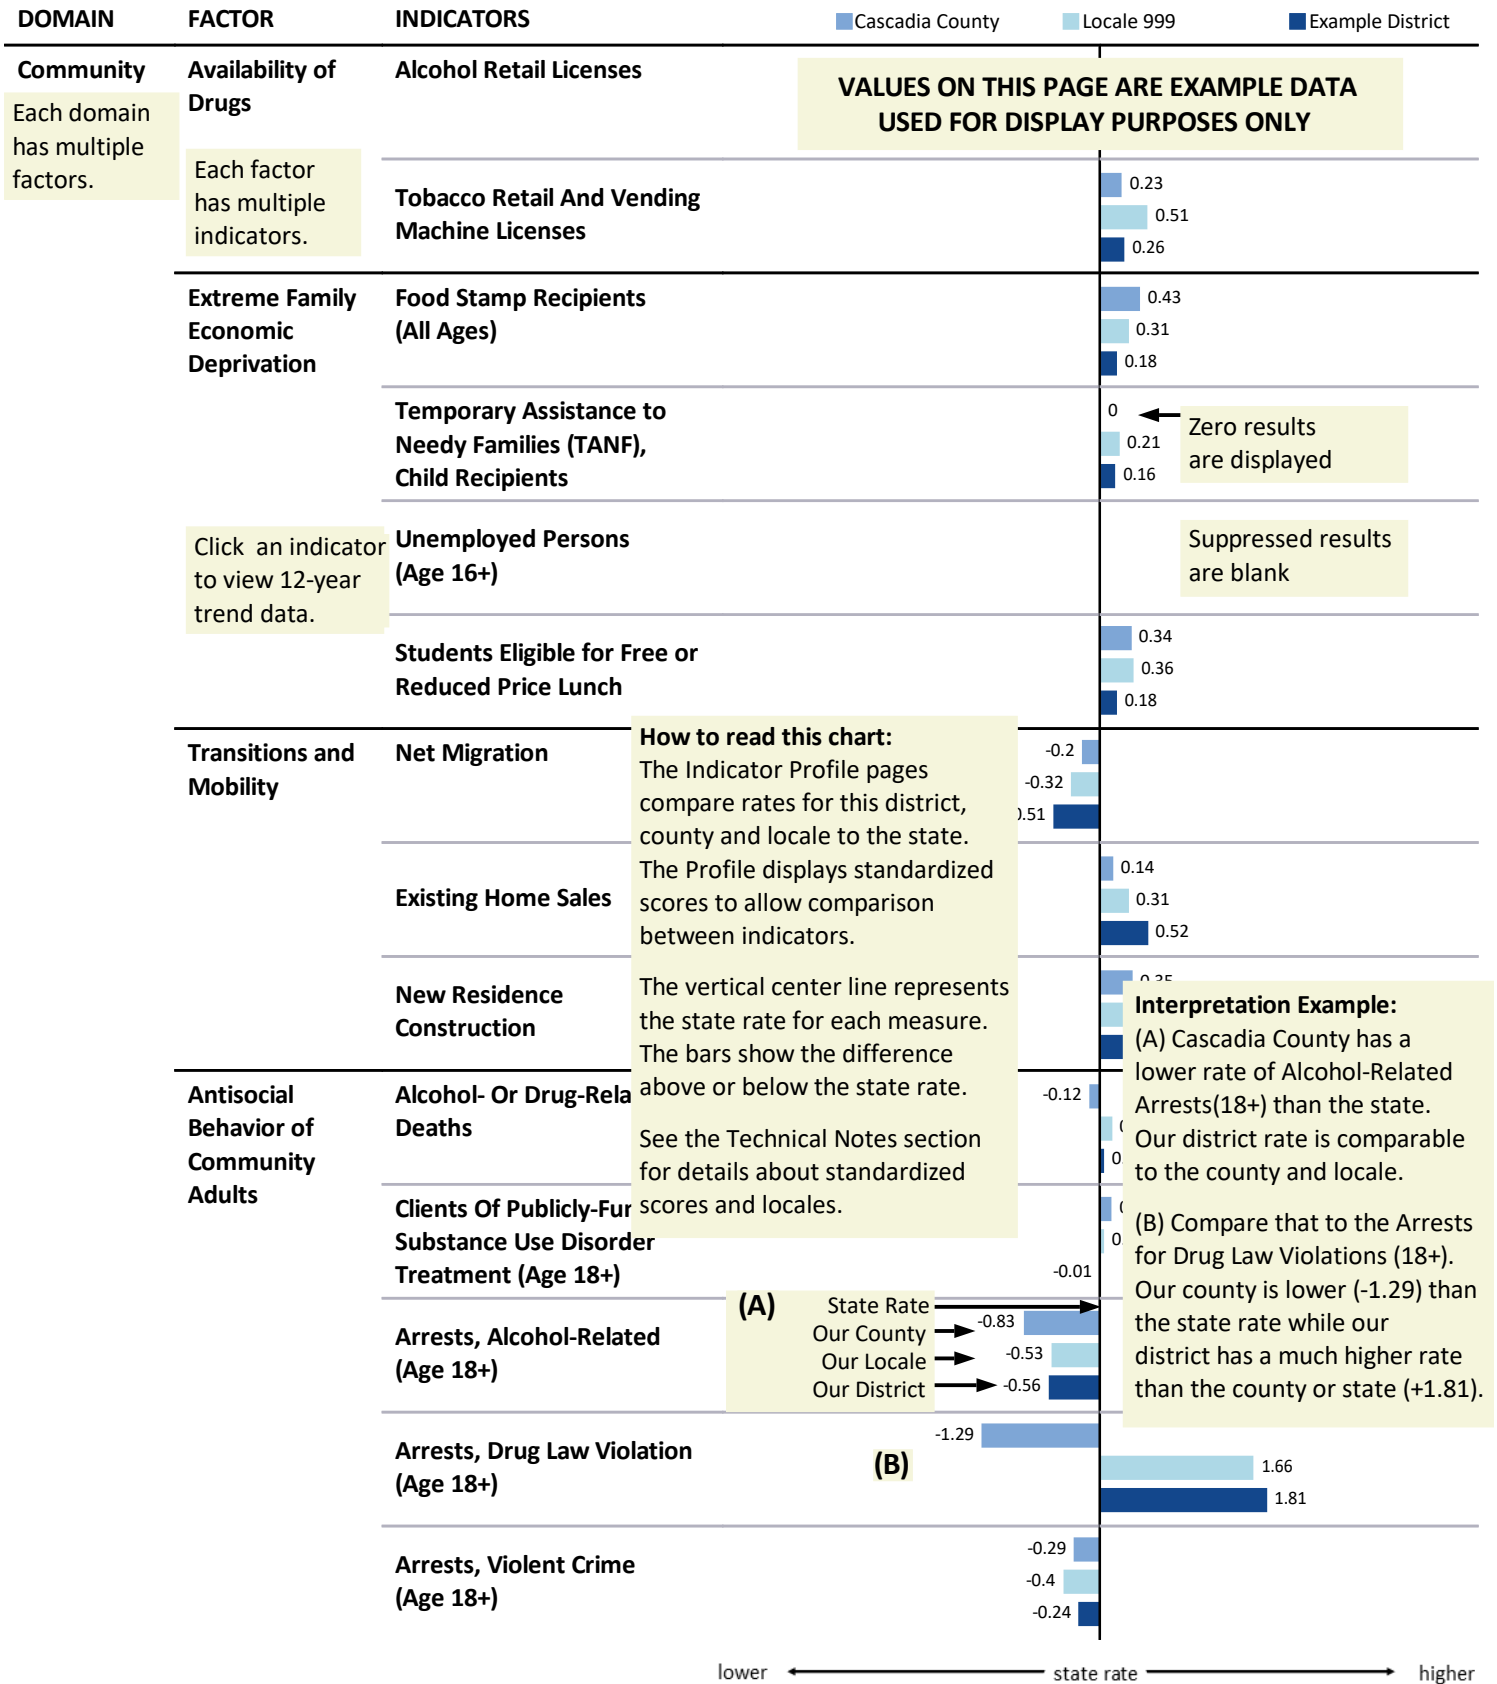 DOMAIN FACTOR INDICATORS Cascadia County Locale 999 Example District
Community
Each domain
has multiple
factors.
Availability of
Drugs
Each factor
has multiple
indicators.
Alcohol Retail Licenses
VALUES ON THIS PAGE ARE EXAMPLE DATA
USED FOR DISPLAY PURPOSES ONLY
Tobacco Retail And Vending
Machine Licenses
0.23
0.51
0.26
Extreme Family
Economic
Deprivation
Food Stamp Recipients
(All Ages)
0.43
0.31
0.18
Temporary Assistance to
Needy Families (TANF),
Child Recipients
0
0.21
0.16
Zero results
are displayed
Click an indicator
to view 12-year
trend data.
Unemployed Persons
(Age 16+)
Suppressed results
are blank
Students Eligible for Free or
Reduced Price Lunch
0.34
0.36
0.18
Transitions and
Mobility
Net Migration
-0.2
-0.32
.51
How to read this chart:
The Indicator Profile pages
compare rates for this district,
county and locale to the state.
The Profile displays standardized
scores to allow comparison
between indicators.
The vertical center line represents
the state rate for each measure.
The bars show the difference
above or below the state rate.
See the Technical Notes section
for details about standardized
scores and locales.
Existing Home Sales
0.14
0.31
0.52
New Residence
Construction
Interpretation Example:
(A) Cascadia County has a
lower rate of Alcohol-Related
Arrests(18+) than the state.
Our district rate is comparable
to the county and locale.
(B) Compare that to the Arrests
for Drug Law Violations (18+).
Our county is lower (-1.29) than
the state rate while our
district has a much higher rate
than the county or state (+1.81).
Antisocial
Behavior of
Community
Adults
Alcohol- Or Drug-Rela
Deaths
-0.12
Clients Of Publicly-Fur
Substance Use Disorder
Treatment (Age 18+)
-0.01
Arrests, Alcohol-Related
(Age 18+)
(A) State Rate
Our County -0.83
Our Locale -0.53
Our District -0.56
Arrests, Drug Law Violation
(Age 18+)
(B)
-1.29
1.66
1.81
Arrests, Violent Crime
(Age 18+)
-0.29
-0.4
-0.24
lower state rate higher